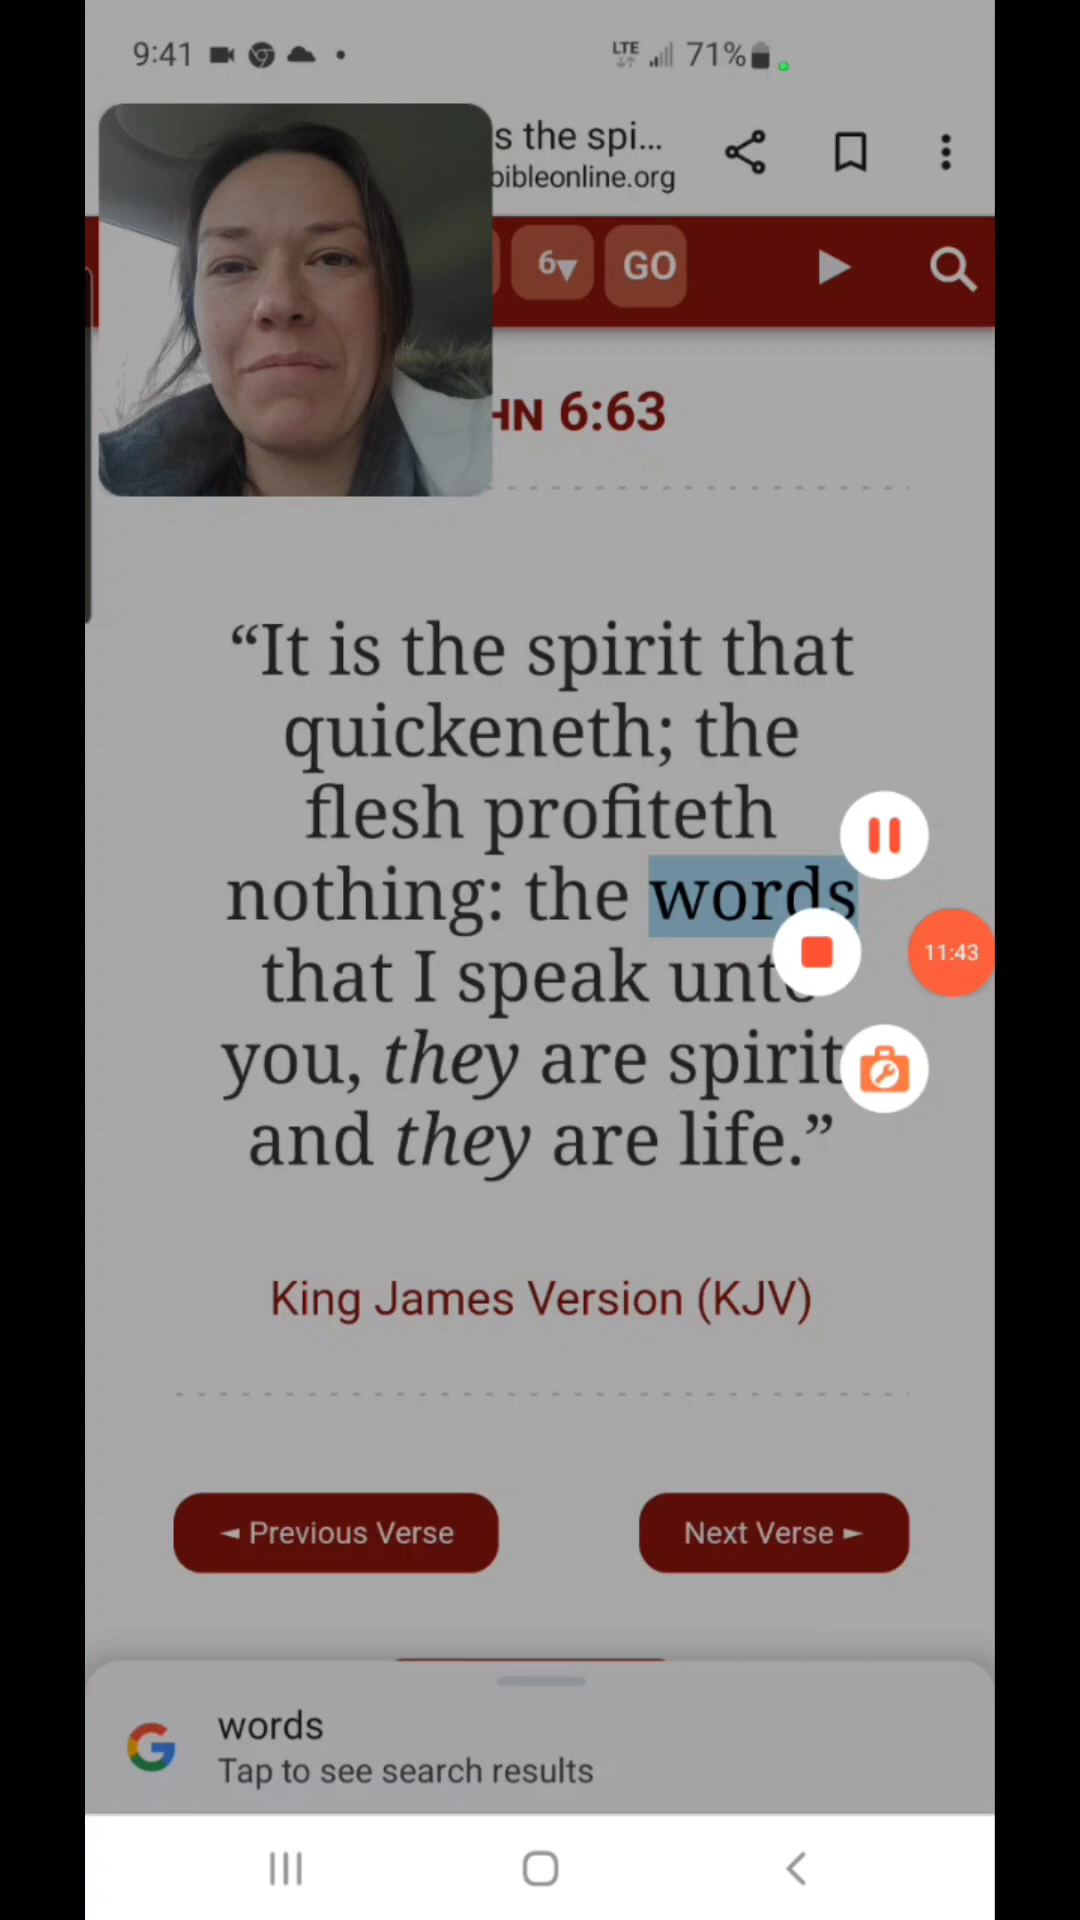 9:41
LTE
71%
s the spi...
bibleonline.org
6▼
GO
HN 6:63
“It is the spirit that
quickeneth; the
flesh profiteth
nothing: the words
that I speak unto
you, they are spirit
and they are life.”
11:43
King James Version (KJV)
◄ Previous Verse
Next Verse ►
words
Tap to see search results